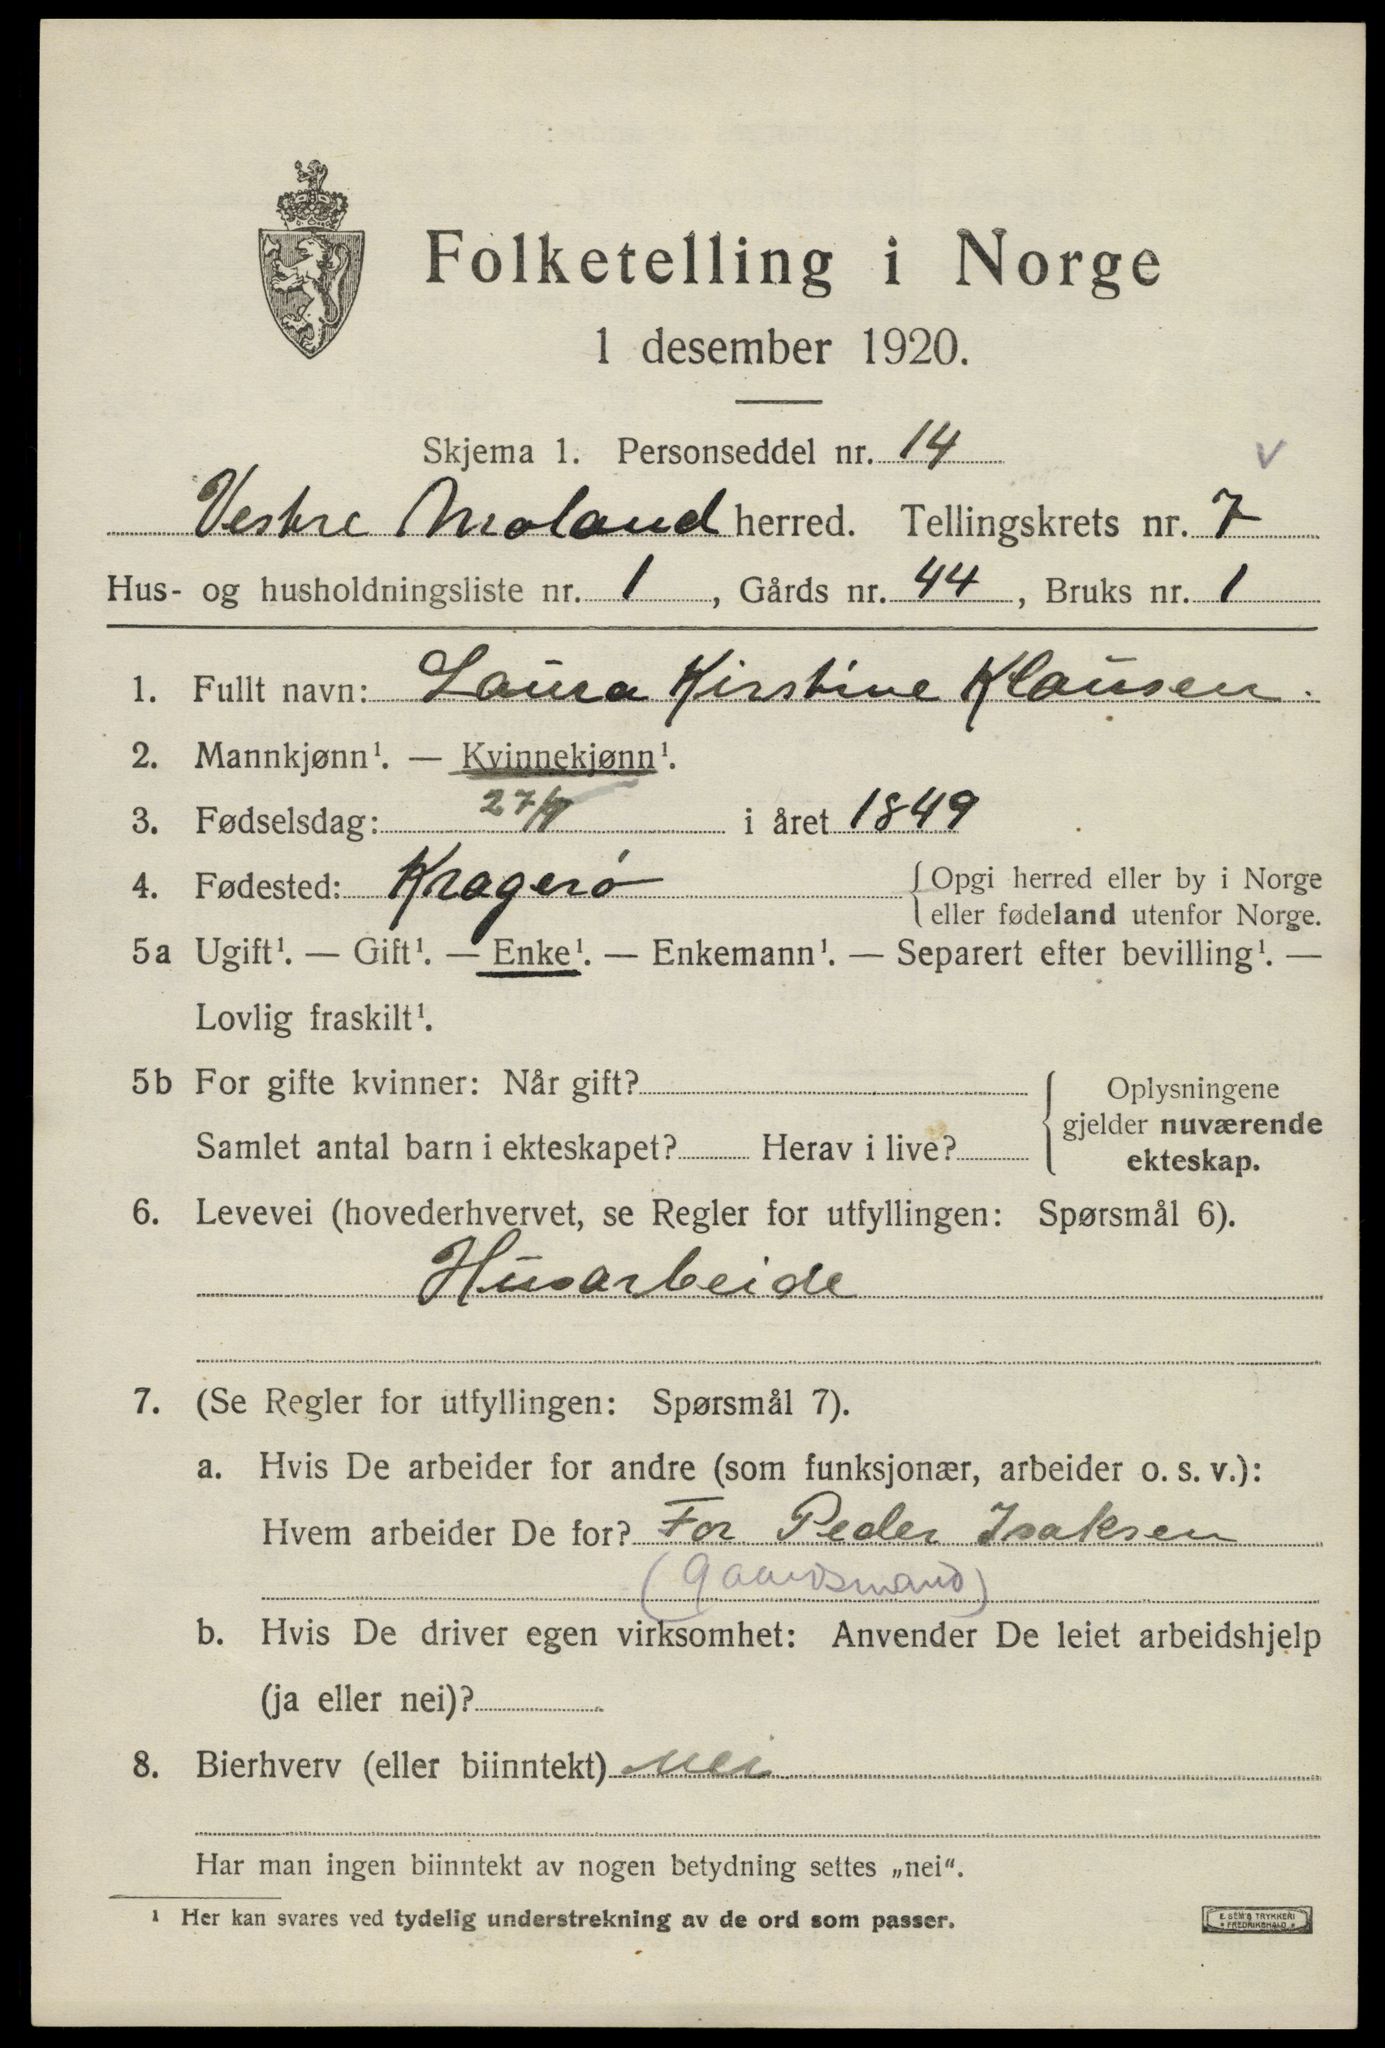 Folketelling i Norge
1 desember 1920.
Skjema 1. Personseddel nr. 14
v
Vestre Moland herred. Tellingskrets nr. 7
Hus- og husholdningsliste nr. 1, Gårds nr. 44, Bruks nr. 1
1. Fullt navn: Laura Kirstine Klausen.
2. Mannkjønn¹. — Kvinnekjønn¹.
3. Fødselsdag: 27/ i året 1849
4. Fødested: Kragerø { Opgi herred eller by i Norge
eller fødeland utenfor Norge.
5a Ugift¹. — Gift¹. — Enke¹. — Enkemann¹. — Separert efter bevilling¹. —
Lovlig fraskilt¹.
5b For gifte kvinner: Når gift?
Samlet antal barn i ekteskapet? Herav i live?
{ Oplysningene
gjelder nuværende
ekteskap.
6. Levevei (hovederhvervet, se Regler for utfyllingen: Spørsmål 6).
Husarbeide
7. (Se Regler for utfyllingen: Spørsmål 7).
a. Hvis De arbeider for andre (som funksjonær, arbeider o. s. v.):
Hvem arbeider De for? For Peder Isaksen
(Gaardsmand)
b. Hvis De driver egen virksomhet: Anvender De leiet arbeidshjelp
(ja eller nei)?
8. Bierhverv (eller biinntekt) nei
Har man ingen biinntekt av nogen betydning settes „nei“.
¹ Her kan svares ved tydelig understrekning av de ord som passer.
E. SEM'S TRYKKERI
* FREDRIKSHALD *